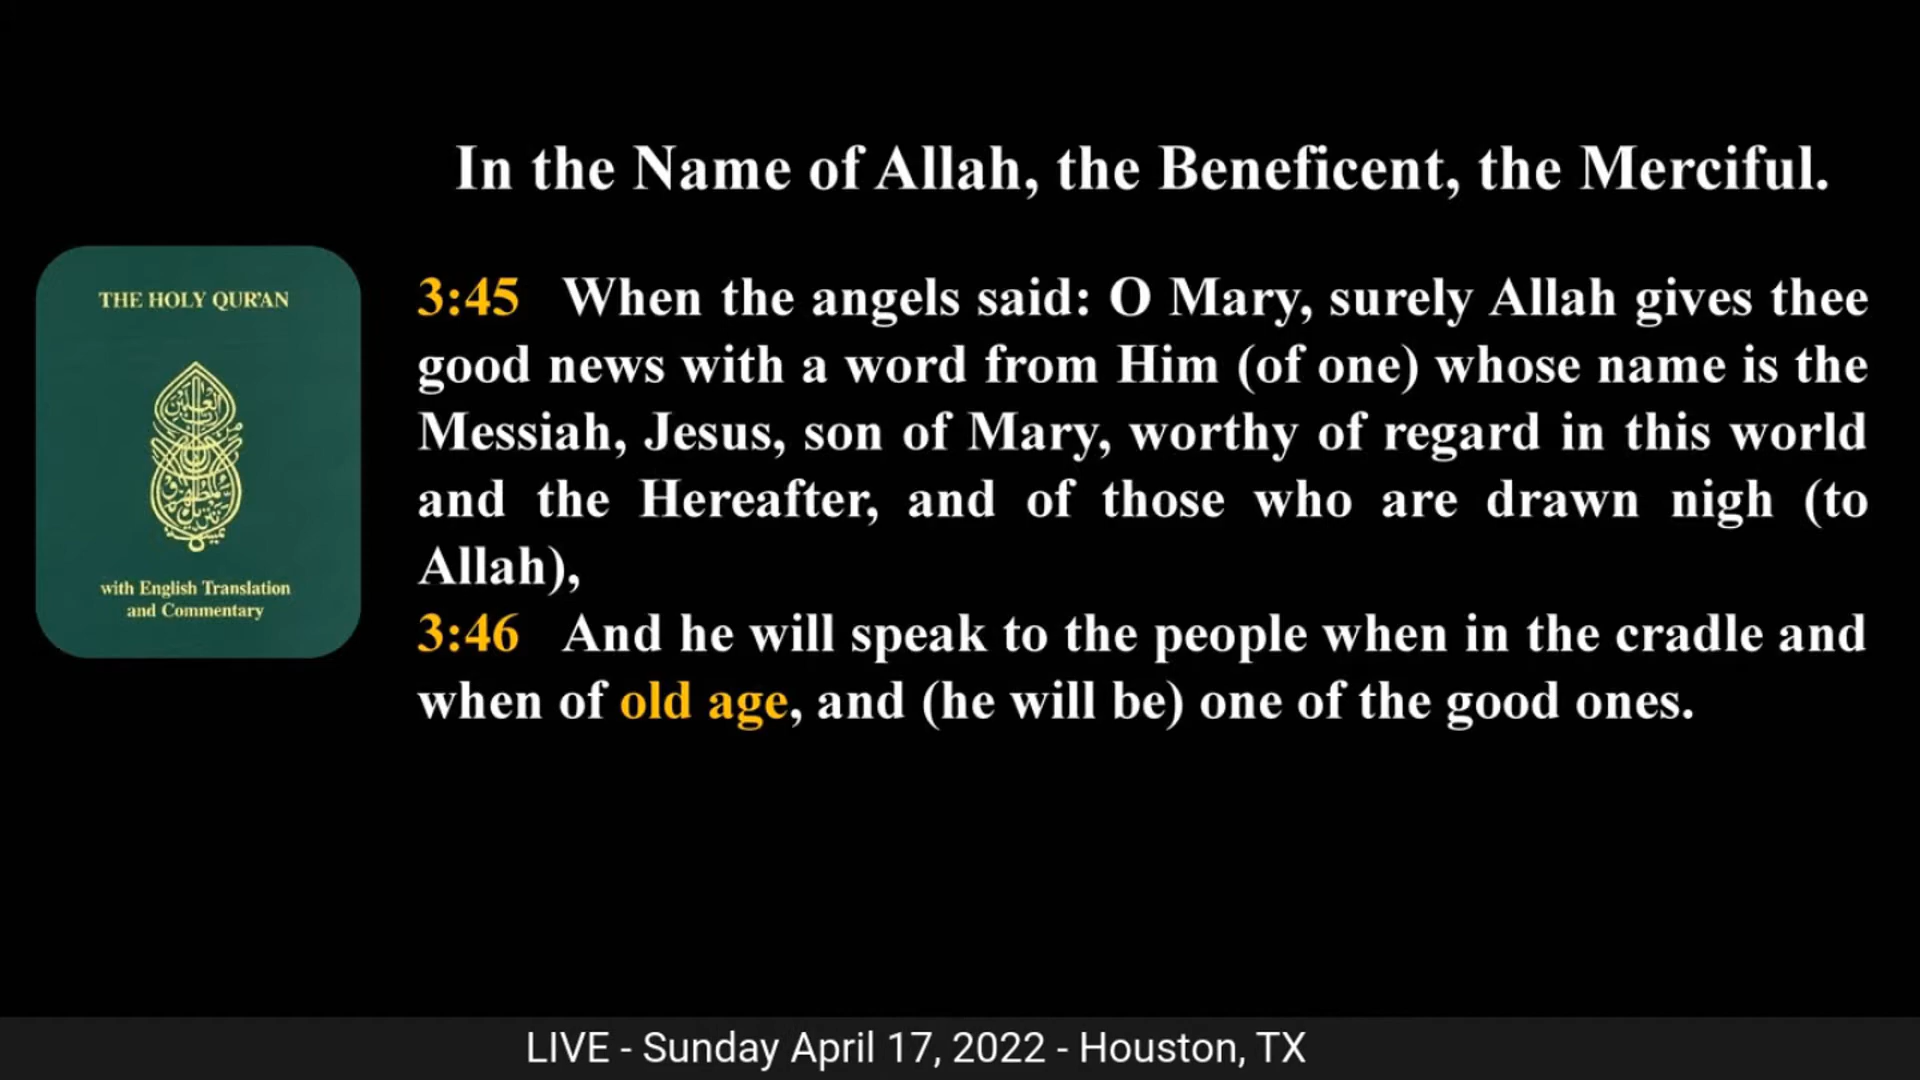 In the Name of Allah, the Beneficent, the Merciful.
THE HOLY QUR'AN
with English Translation
and Commentary
3:45 When the angels said: O Mary, surely Allah gives thee
good news with a word from Him (of one) whose name is the
Messiah, Jesus, son of Mary, worthy of regard in this world
and the Hereafter, and of those who are drawn nigh (to
Allah),
3:46 And he will speak to the people when in the cradle and
when of old age, and (he will be) one of the good ones.
LIVE - Sunday April 17, 2022 - Houston, TX